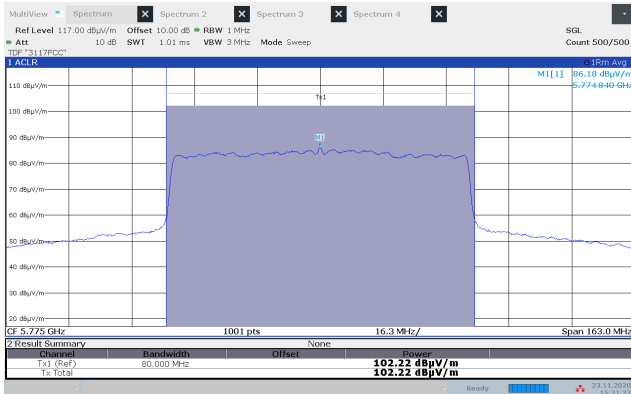 MultiView Spectrum Spectrum 2 Spectrum 3 Spectrum 4
Ref Level 117.00 dBµV/m Offset 10.00 dB RBW 1 MHz SGL
Att 10 dB SWT 1.01 ms VBW 3 MHz Mode Sweep Count 500/500
TDF "3117FCC"
1 ACLR 1Rm Avg
M1[1] 86.18 dBµV/m
5.774 840 GHz
110 dBµV/m
Tx1
100 dBµV/m
90 dBµV/m
M1
80 dBµV/m
70 dBµV/m
60 dBµV/m
50 dBµV/m
40 dBµV/m
30 dBµV/m
20 dBµV/m
CF 5.775 GHz 1001 pts 16.3 MHz/ Span 163.0 MHz
2 Result Summary None
Channel Bandwidth Offset Power
Tx1 (Ref) 80.000 MHz 102.22 dBµV/m
Tx Total 102.22 dBµV/m
Ready 23.11.2020
15:21:27